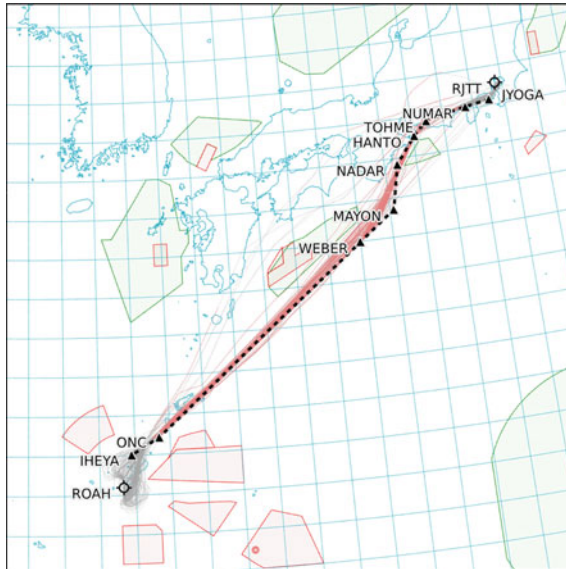 RJTT
JYOGA
NUMAR
TOHME
HANTO
NADAR
MAYON
WEBER
ONC
IHEYA
ROAH